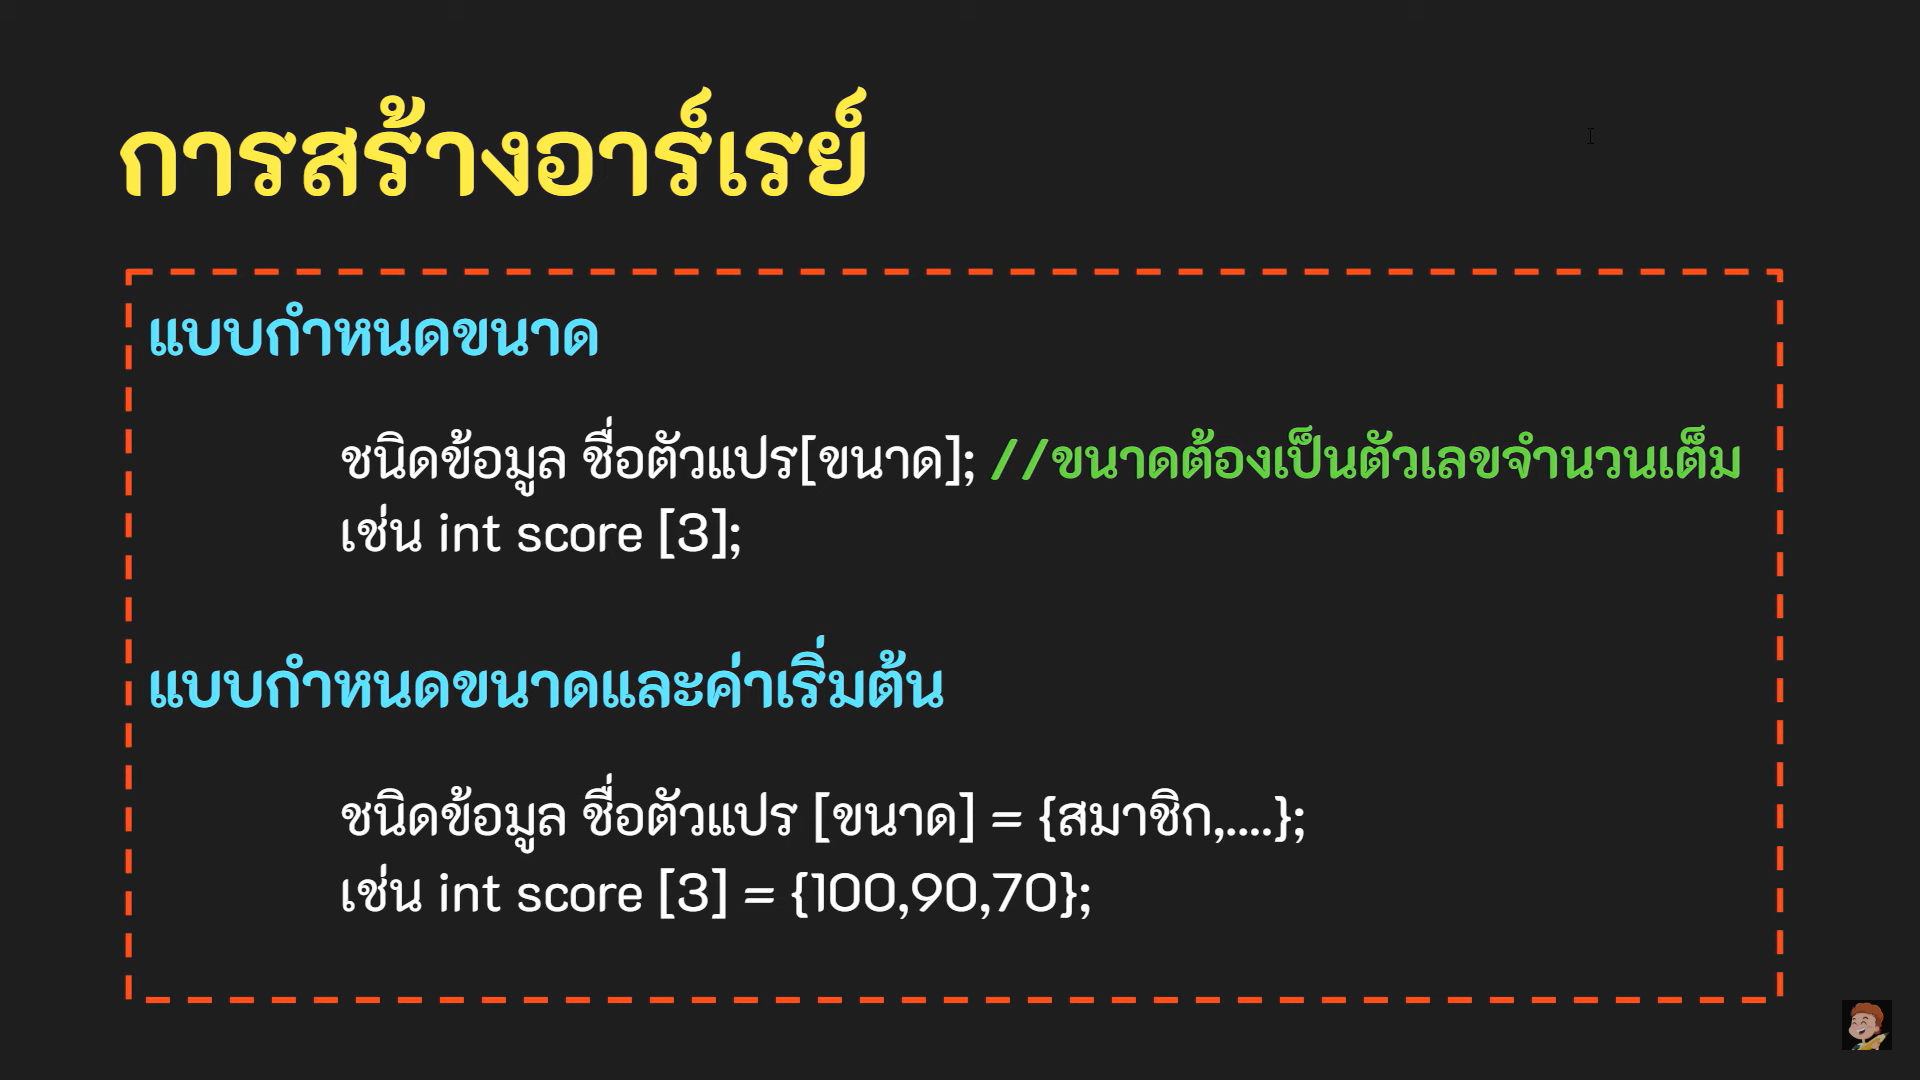 การสร้างอาร์เรย์
แบบกำหนดขนาด
ชนิดข้อมูล ชื่อตัวแปร[ขนาด]; //ขนาดต้องเป็นตัวเลขจำนวนเต็ม
เช่น int score [3];
แบบกำหนดขนาดและค่าเริ่มต้น
ชนิดข้อมูล ชื่อตัวแปร [ขนาด] = {สมาชิก,....};
เช่น int score [3] = {100,90,70};